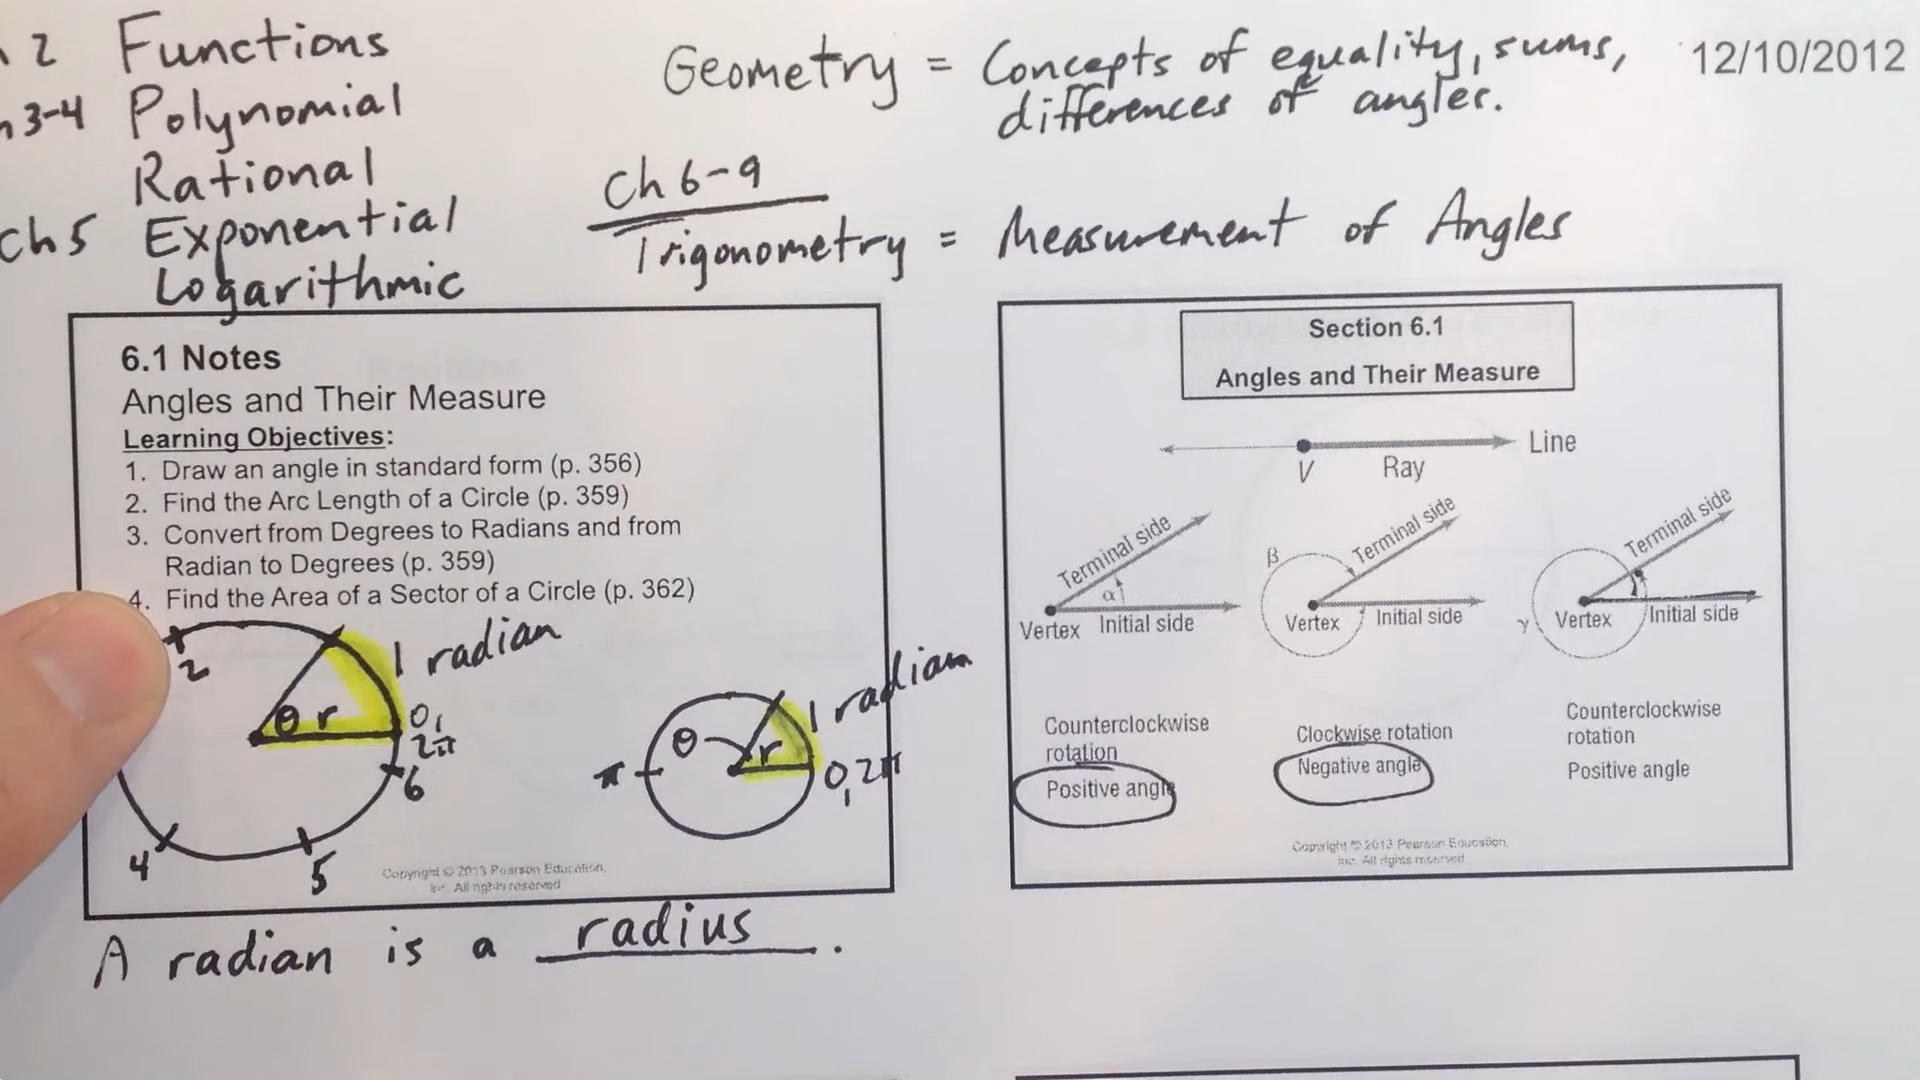 2 Functions
3-4 Polynomial
Rational
Ch 5 Exponential
Logarithmic
Geometry = Concepts of equality, sums,
differences of angles.
12/10/2012
Ch 6-9
Trigonometry = Measurement of Angles
6.1 Notes
Angles and Their Measure
Learning Objectives:
1. Draw an angle in standard form (p. 356)
2. Find the Arc Length of a Circle (p. 359)
3. Convert from Degrees to Radians and from
Radian to Degrees (p. 359)
4. Find the Area of a Sector of a Circle (p. 362)
2
1 radian
θ r
0,
2π
6
4
5
1 radian
θ r
π
0, 2π
Copyright © 2013 Pearson Education,
Inc. All rights reserved
A radian is a radius.
Section 6.1
Angles and Their Measure
Line
V Ray
Terminal side
α
Vertex Initial side
Counterclockwise
rotation
Positive angle
β
Terminal side
Vertex Initial side
Clockwise rotation
Negative angle
Terminal side
γ
Vertex Initial side
Counterclockwise
rotation
Positive angle
Copyright © 2013 Pearson Education,
Inc. All rights reserved